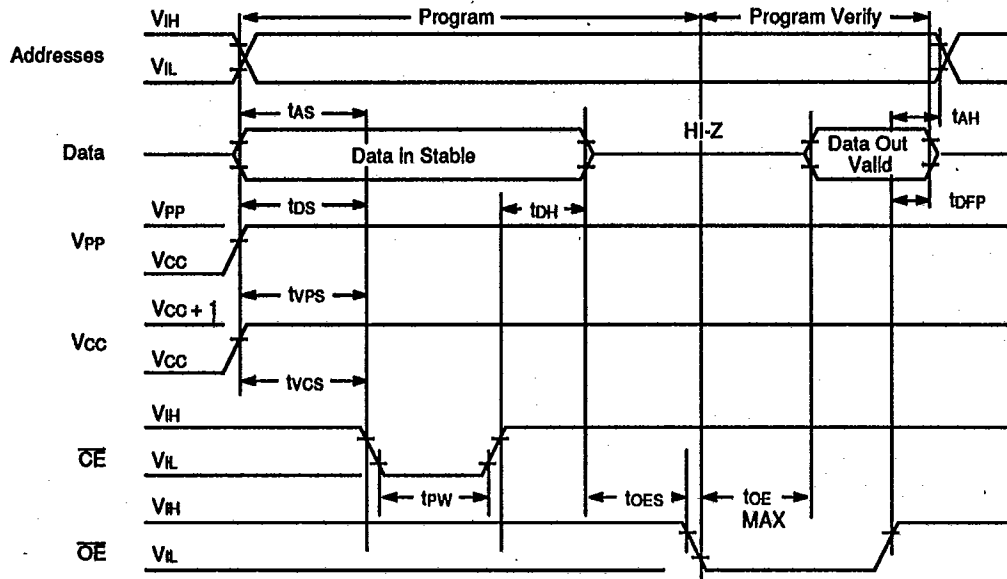 VIH Program Program Verify
Addresses
VIL
tAS tAH
HI-Z
Data Data in Stable Data Out
Valid
VPP tDS tDH tDFP
VPP
VCC
VCC + 1 tVPS
VCC
VCC tVCS
VIH
CE
VIL
VIH tPW tOES tOE
MAX
OE VIL